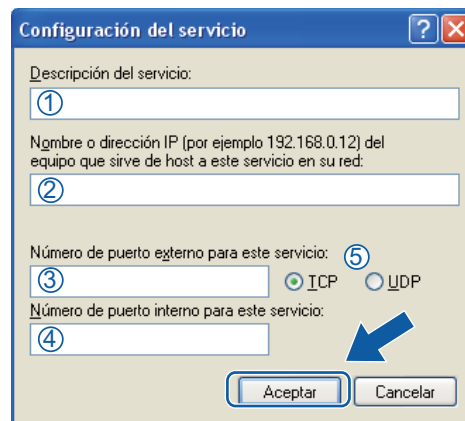 Configuración del servicio
Descripción del servicio:
①
Nombre o dirección IP (por ejemplo 192.168.0.12) del
equipo que sirve de host a este servicio en su red:
②
Número de puerto externo para este servicio: ⑤
③ TCP UDP
Número de puerto interno para este servicio:
④
Aceptar Cancelar